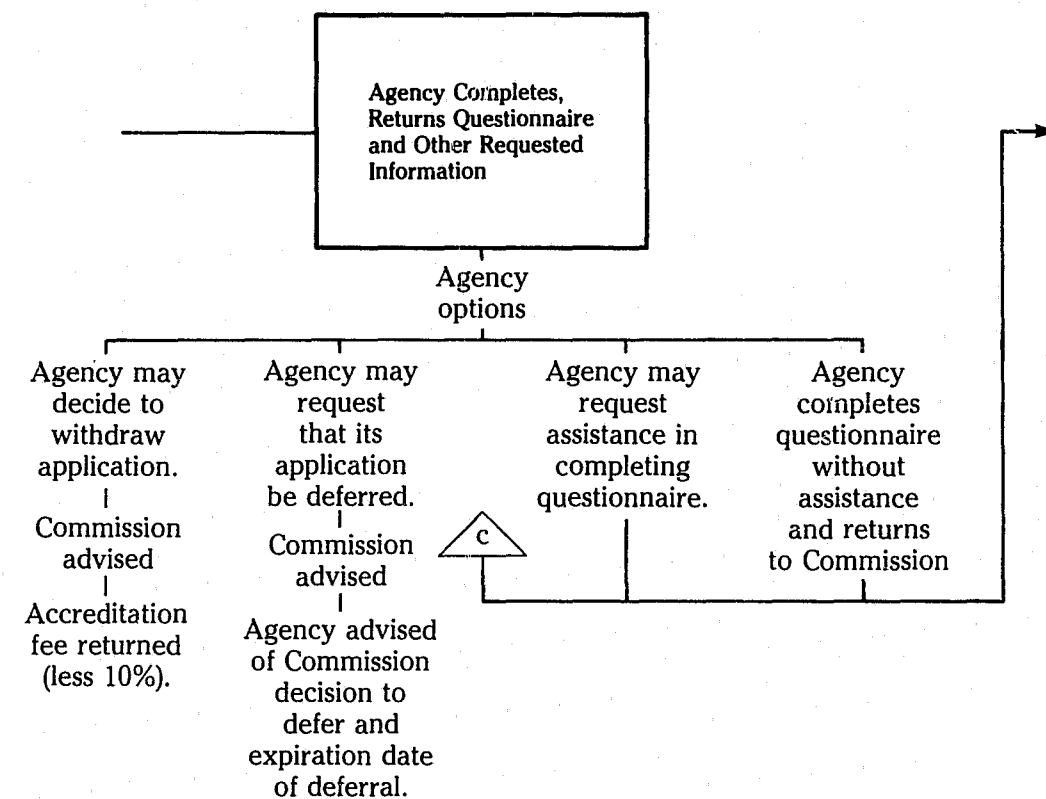 Agency Completes,
Returns Questionnaire
and Other Requested
Information
Agency
options
Agency may
decide to
withdraw
application.
Commission
advised
Accreditation
fee returned
(less 10%).
Agency may
request
that its
application
be deferred.
Commission
advised
Agency advised
of Commission
decision to
defer and
expiration date
of deferral.
c
Agency may
request
assistance in
completing
questionnaire.
Agency
completes
questionnaire
without
assistance
and returns
to Commission